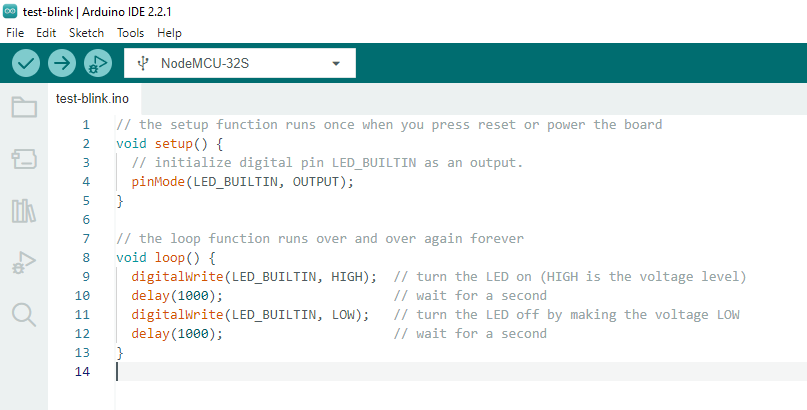 test-blink | Arduino IDE 2.2.1
File Edit Sketch Tools Help
NodeMCU-32S
test-blink.ino
1 // the setup function runs once when you press reset or power the board
2 void setup() {
3   // initialize digital pin LED_BUILTIN as an output.
4   pinMode(LED_BUILTIN, OUTPUT);
5 }
6
7 // the loop function runs over and over again forever
8 void loop() {
9   digitalWrite(LED_BUILTIN, HIGH);  // turn the LED on (HIGH is the voltage level)
10   delay(1000);                      // wait for a second
11   digitalWrite(LED_BUILTIN, LOW);   // turn the LED off by making the voltage LOW
12   delay(1000);                      // wait for a second
13 }
14